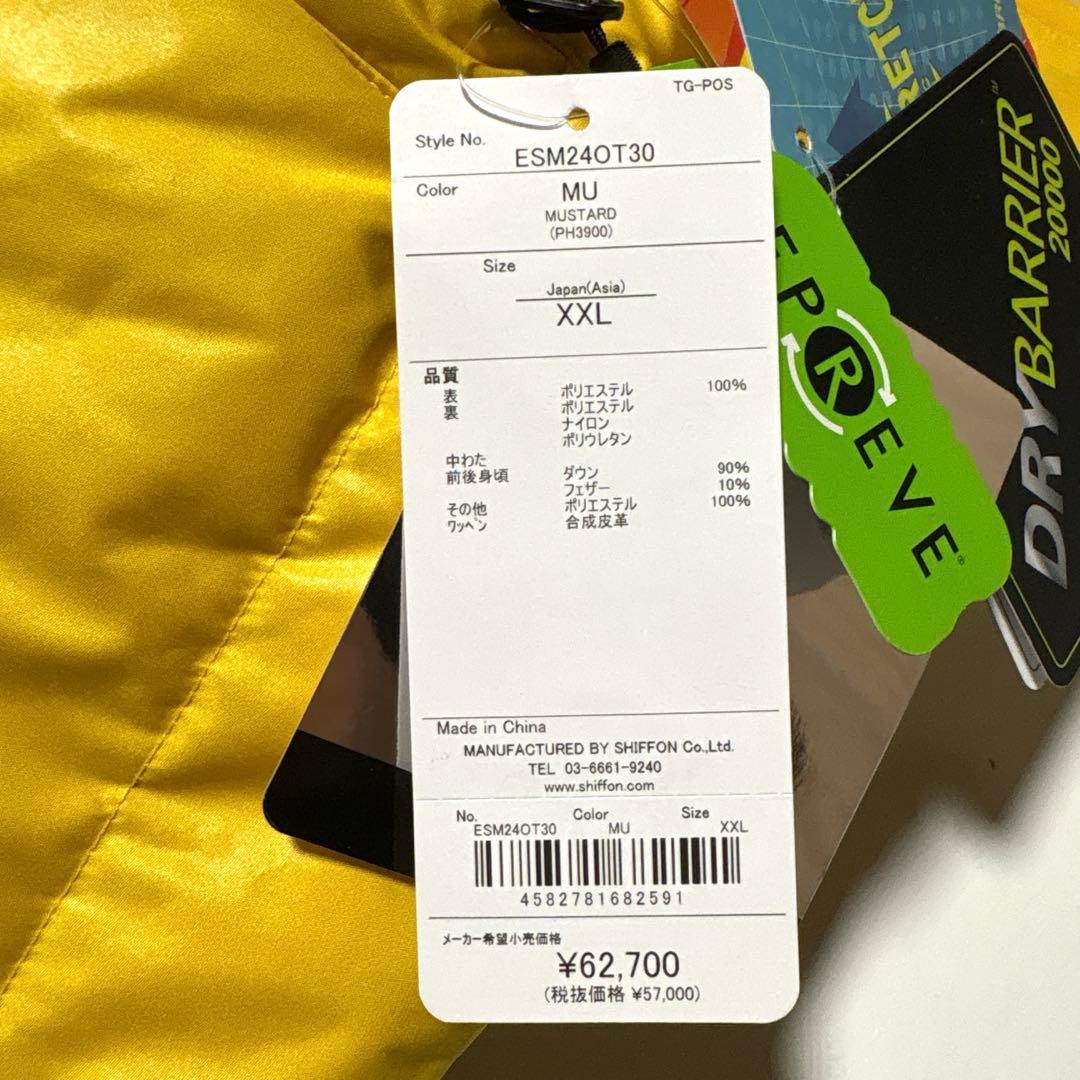 TG-POS
Style No.
ESM24OT30
Color
MU
MUSTARD
(PH3900)
Size
Japan(Asia)
XXL
品質
表 ポリエステル 100%
裏 ポリエステル
ナイロン
ポリウレタン
中わた
前後身頃 ダウン 90%
フェザー 10%
その他 ポリエステル 100%
ワッペン 合成皮革
Made in China
MANUFACTURED BY SHIFFON Co.,Ltd.
TEL 03-6661-9240
www.shiffon.com
No. Color Size
ESM24OT30 MU XXL
4582781682591
メーカー希望小売価格
¥62,700
(税抜価格 ¥57,000)
EPREVE®
DRYBARRIER™
20000